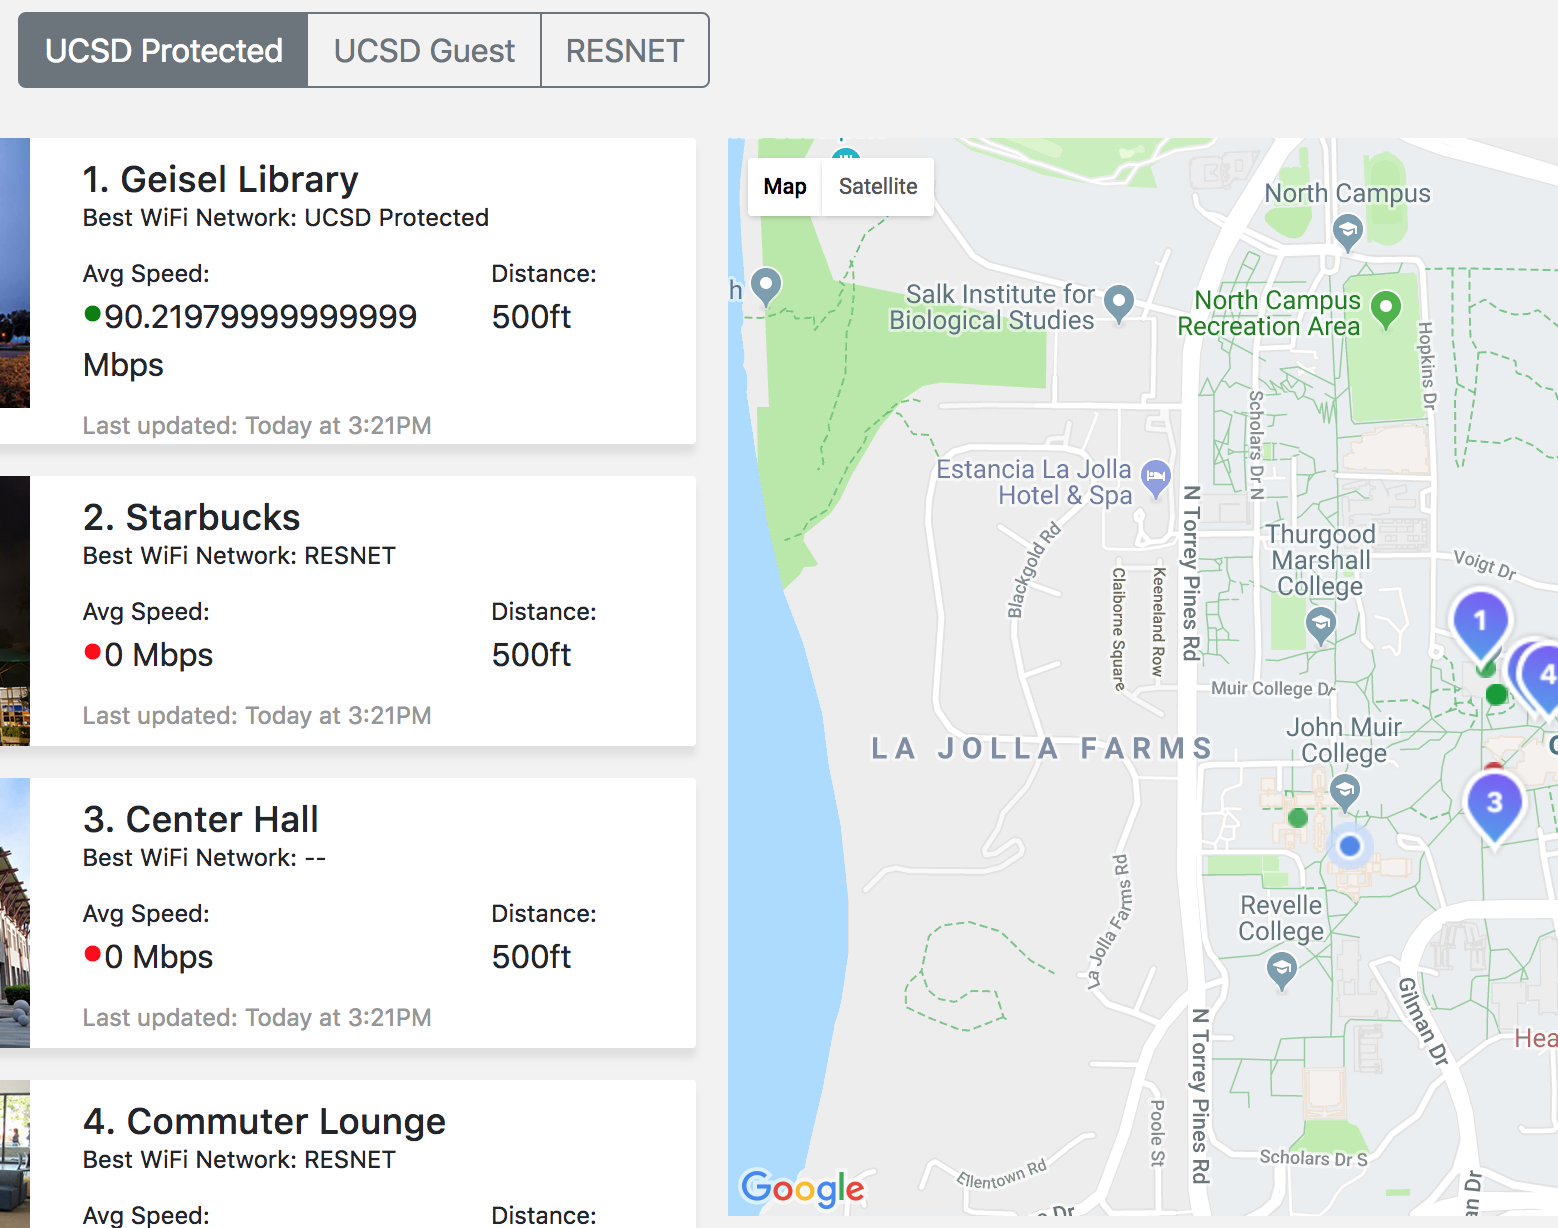 UCSD Protected
UCSD Guest
RESNET
1. Geisel Library
Best WiFi Network: UCSD Protected
Avg Speed:
Distance:
90.21979999999999
500ft
Mbps
Last updated: Today at 3:21PM
2. Starbucks
Best WiFi Network: RESNET
Avg Speed:
Distance:
0 Mbps
500ft
Last updated: Today at 3:21PM
3. Center Hall
Best WiFi Network: --
Avg Speed:
Distance:
0 Mbps
500ft
Last updated: Today at 3:21PM
4. Commuter Lounge
Best WiFi Network: RESNET
Avg Speed:
Distance:
Map
Satellite
North Campus
h
Salk Institute for
Biological Studies
North Campus
Recreation Area
Hopkins Dr
Scholars Dr N
Estancia La Jolla
Hotel & Spa
N Torrey Pines Rd
Blackgold Rd
Claiborne Square
Keeneland Row
Thurgood
Marshall
College
Voigt Dr
1
4
Muir College Dr
John Muir
College
LA JOLLA FARMS
3
La Jolla Farms Rd
Revelle
College
Gilman Dr
N Torrey Pines Rd
Hea
Poole St
Scholars Dr S
Ellentown Rd
Google
Dr
an Dr